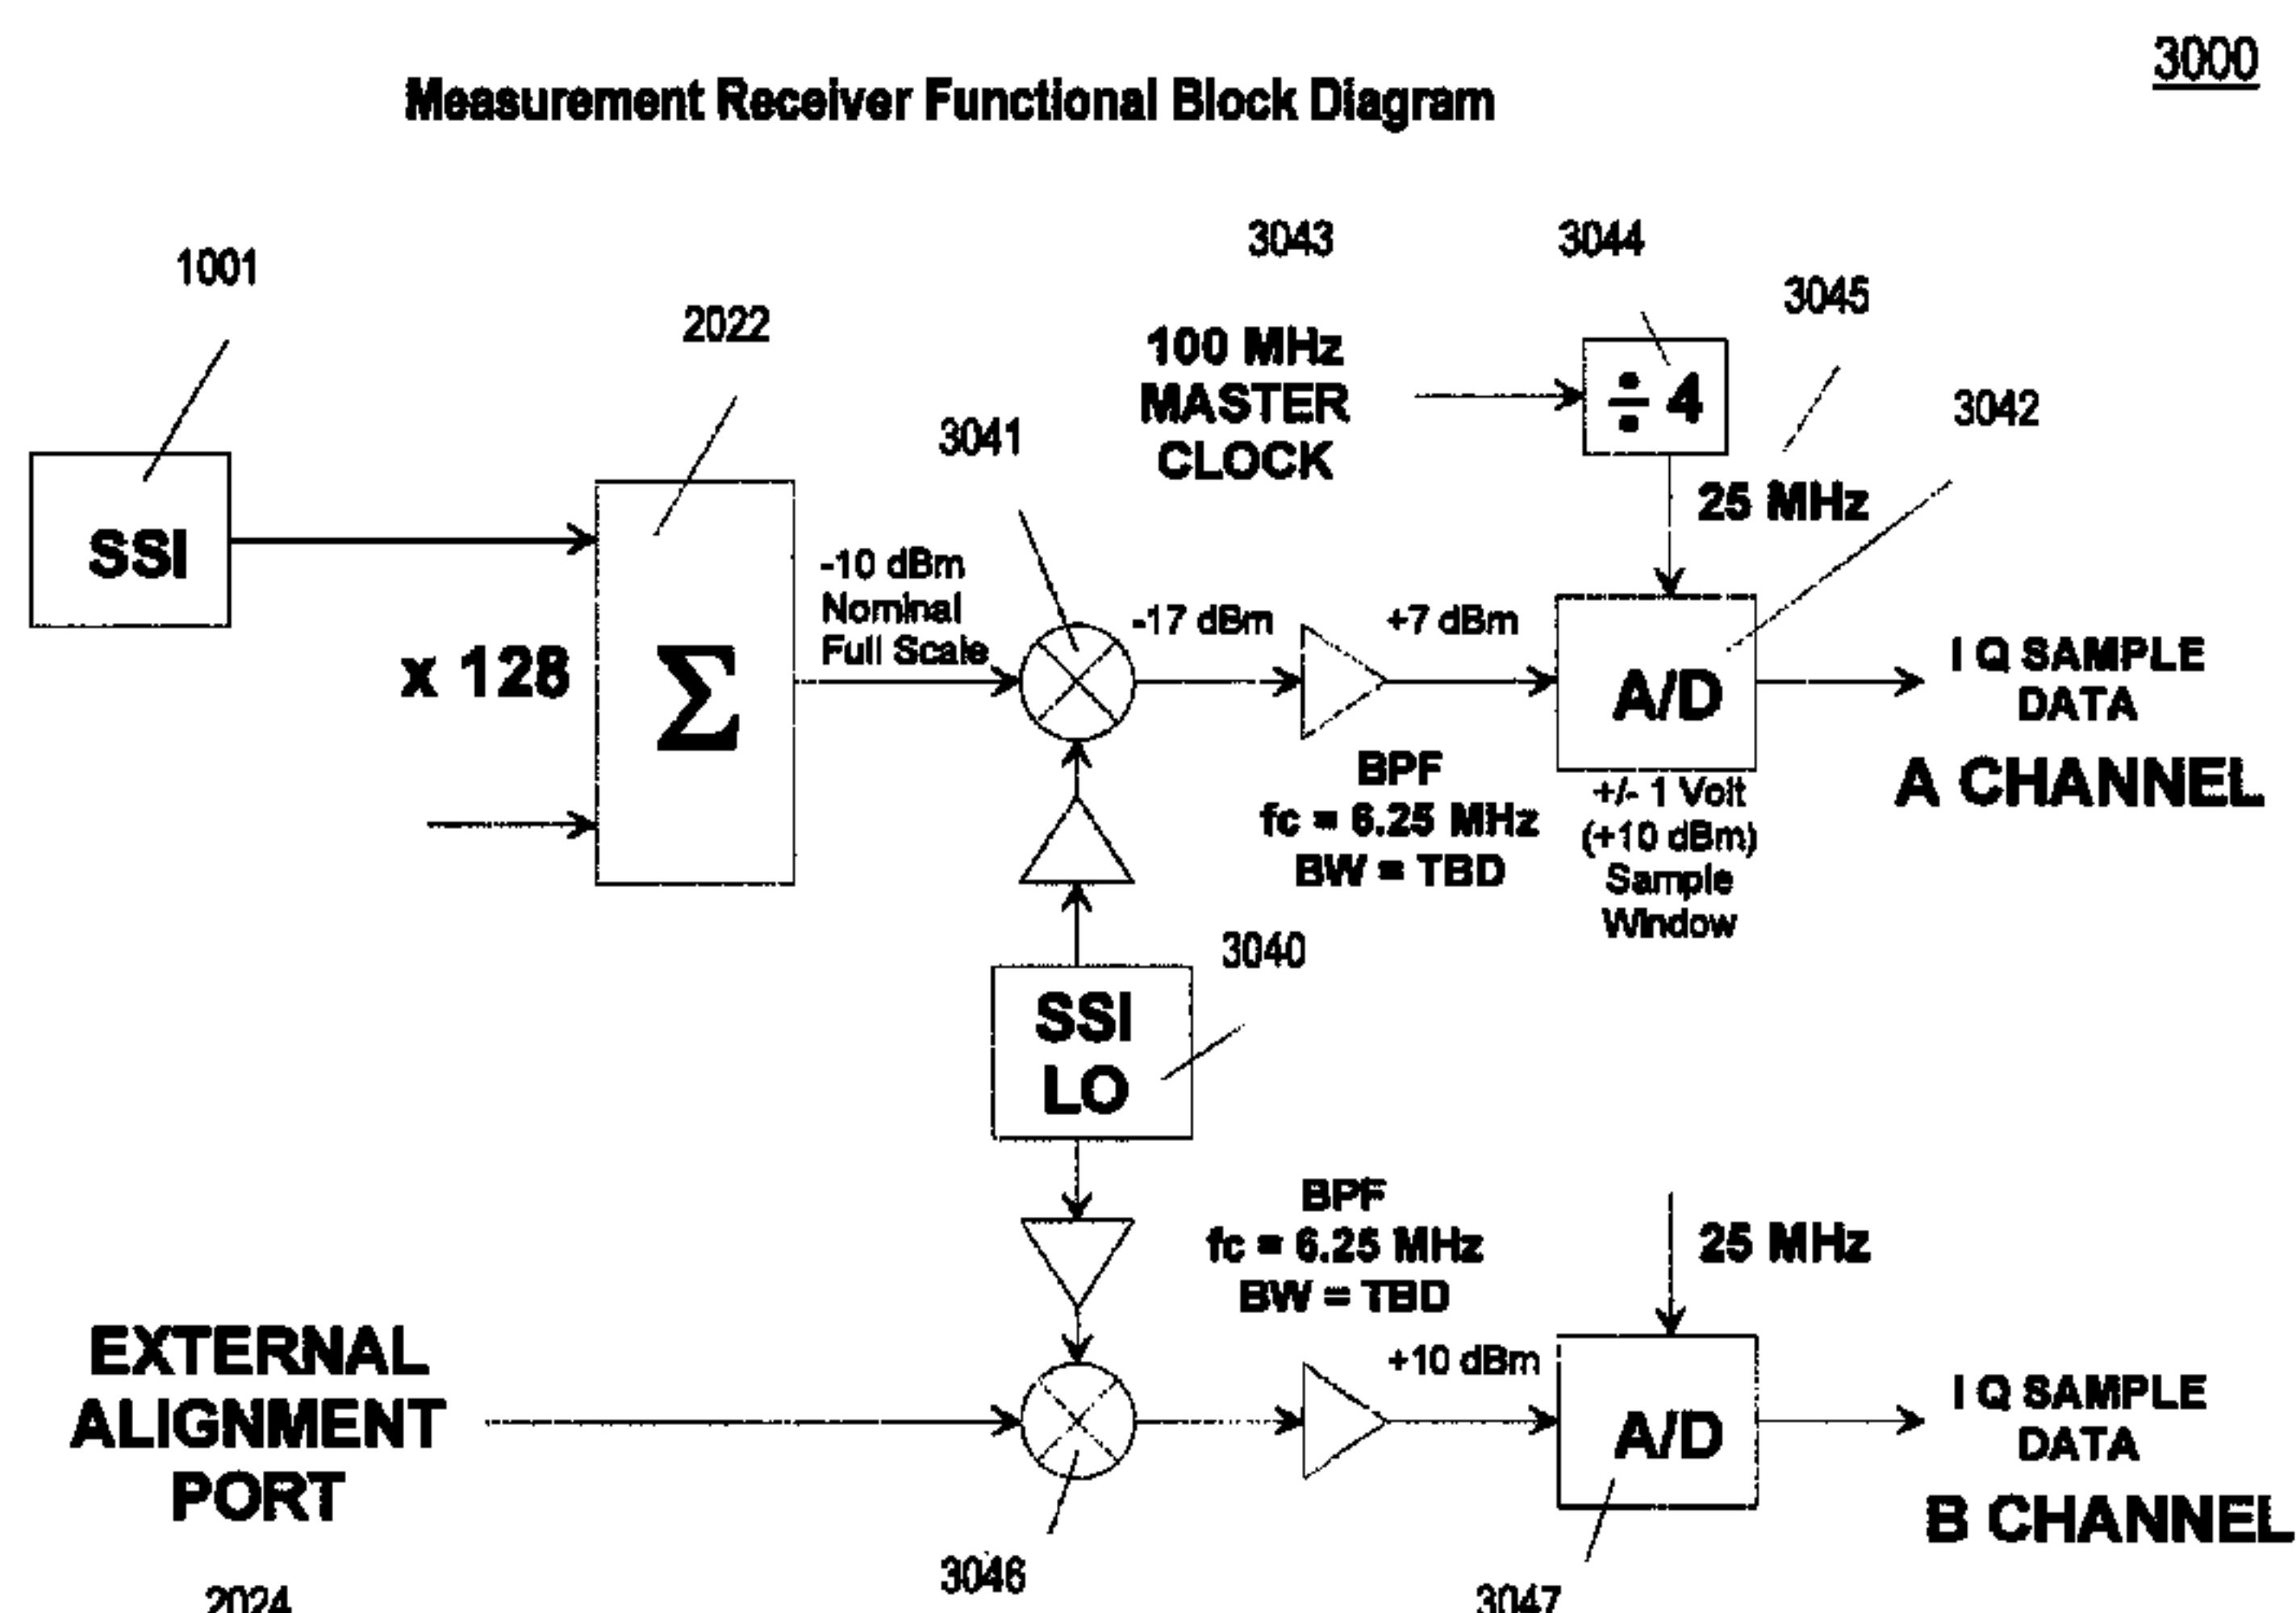 3000
Measurement Receiver Functional Block Diagram
3043
3044
1001
3045
2022
100 MHz
MASTER
CLOCK
÷ 4
3042
3041
25 MHz
SSI
-10 dBm
Nominal
Full Scale
-17 dBm
+7 dBm
x 128
Σ
A/D
I Q SAMPLE
DATA
A CHANNEL
BPF
fc = 6.25 MHz
BW = TBD
+/- 1 Volt
(+10 dBm)
Sample
Window
3040
SSI
LO
BPF
fc = 6.25 MHz
BW = TBD
25 MHz
EXTERNAL
ALIGNMENT
PORT
+10 dBm
A/D
I Q SAMPLE
DATA
B CHANNEL
3046
2024
3047